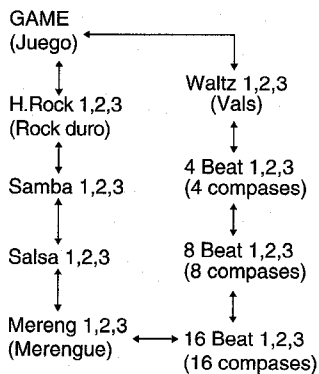 GAME
(Juego)
H.Rock 1,2,3
(Rock duro)
Samba 1,2,3
Salsa 1,2,3
Mereng 1,2,3
(Merengue)
Waltz 1,2,3
(Vals)
4 Beat 1,2,3
(4 compases)
8 Beat 1,2,3
(8 compases)
16 Beat 1,2,3
(16 compases)